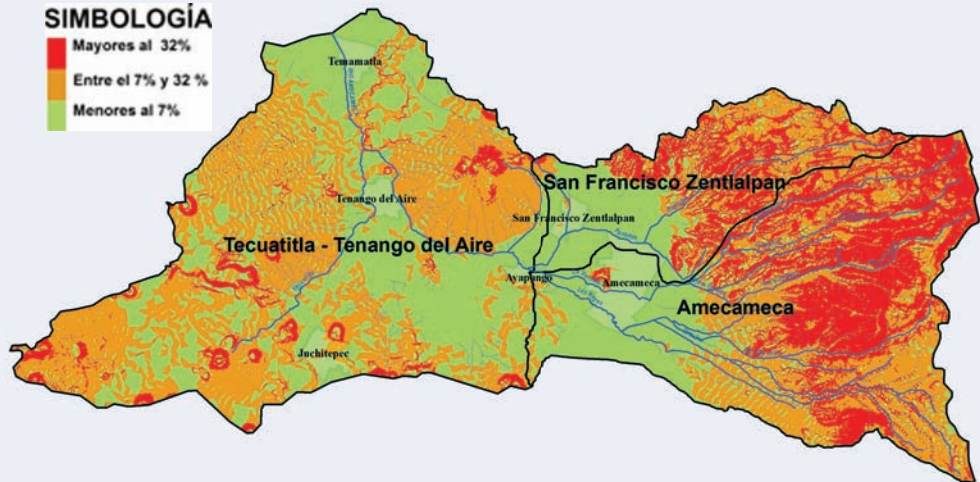 SIMBOLOGÍA
Mayores al 32%
Entre el 7% y 32 %
Menores al 7%
Temamatla
San Francisco Zentlalpan
Tenango del Aire
San Francisco Zentlalpan
Tecuatitla - Tenango del Aire
Ayapango
Amecameca
Amecameca
Juchitepec